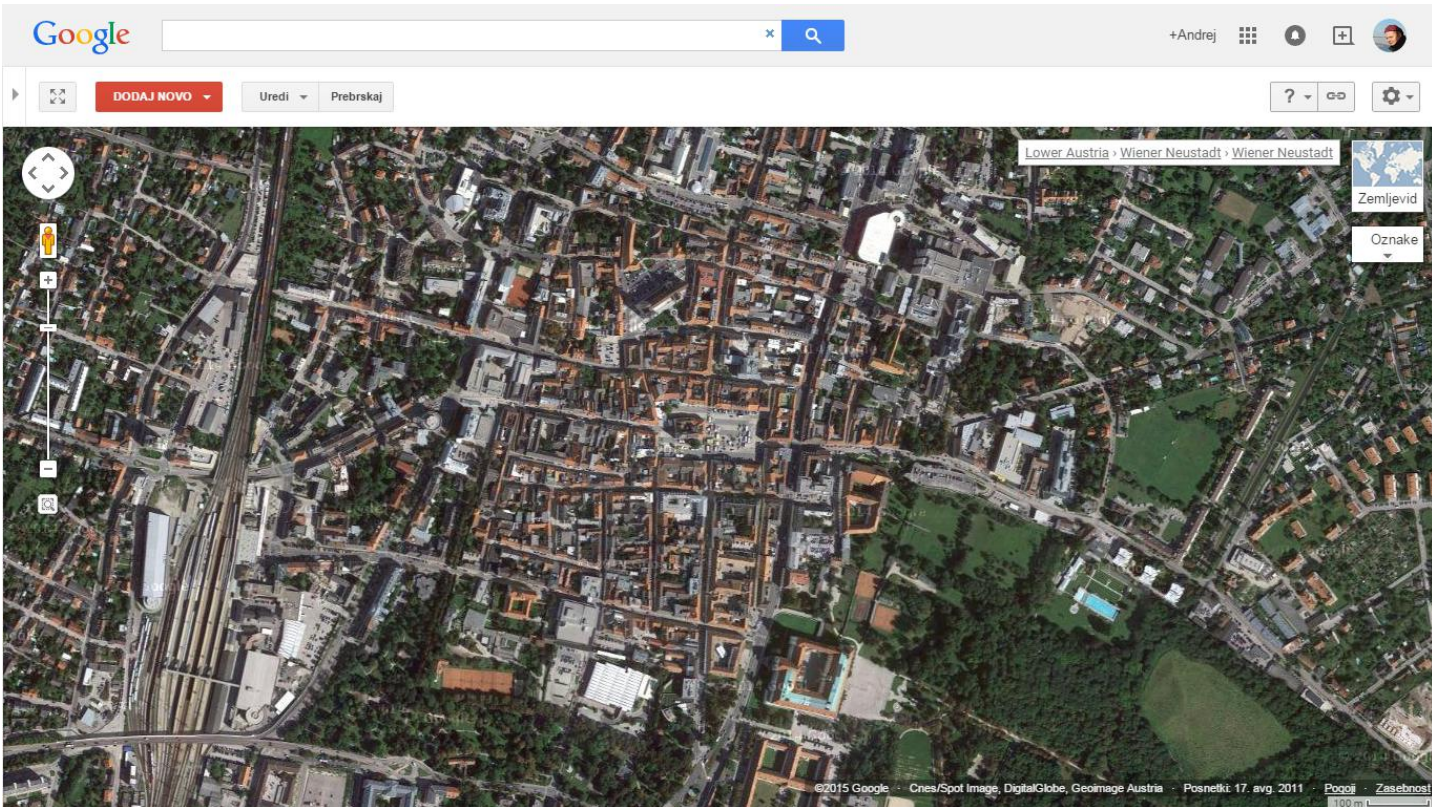 Google
× 
+Andrej
DODAJ NOVO
Uredi
Prebrskaj
?
Lower Austria › Wiener Neustadt › Wiener Neustadt
Zemljevid
Oznake
©2015 Google - Cnes/Spot Image, DigitalGlobe, Geoimage Austria - Posnetki: 17. avg. 2011 - Pogoji - Zasebnost
100 m